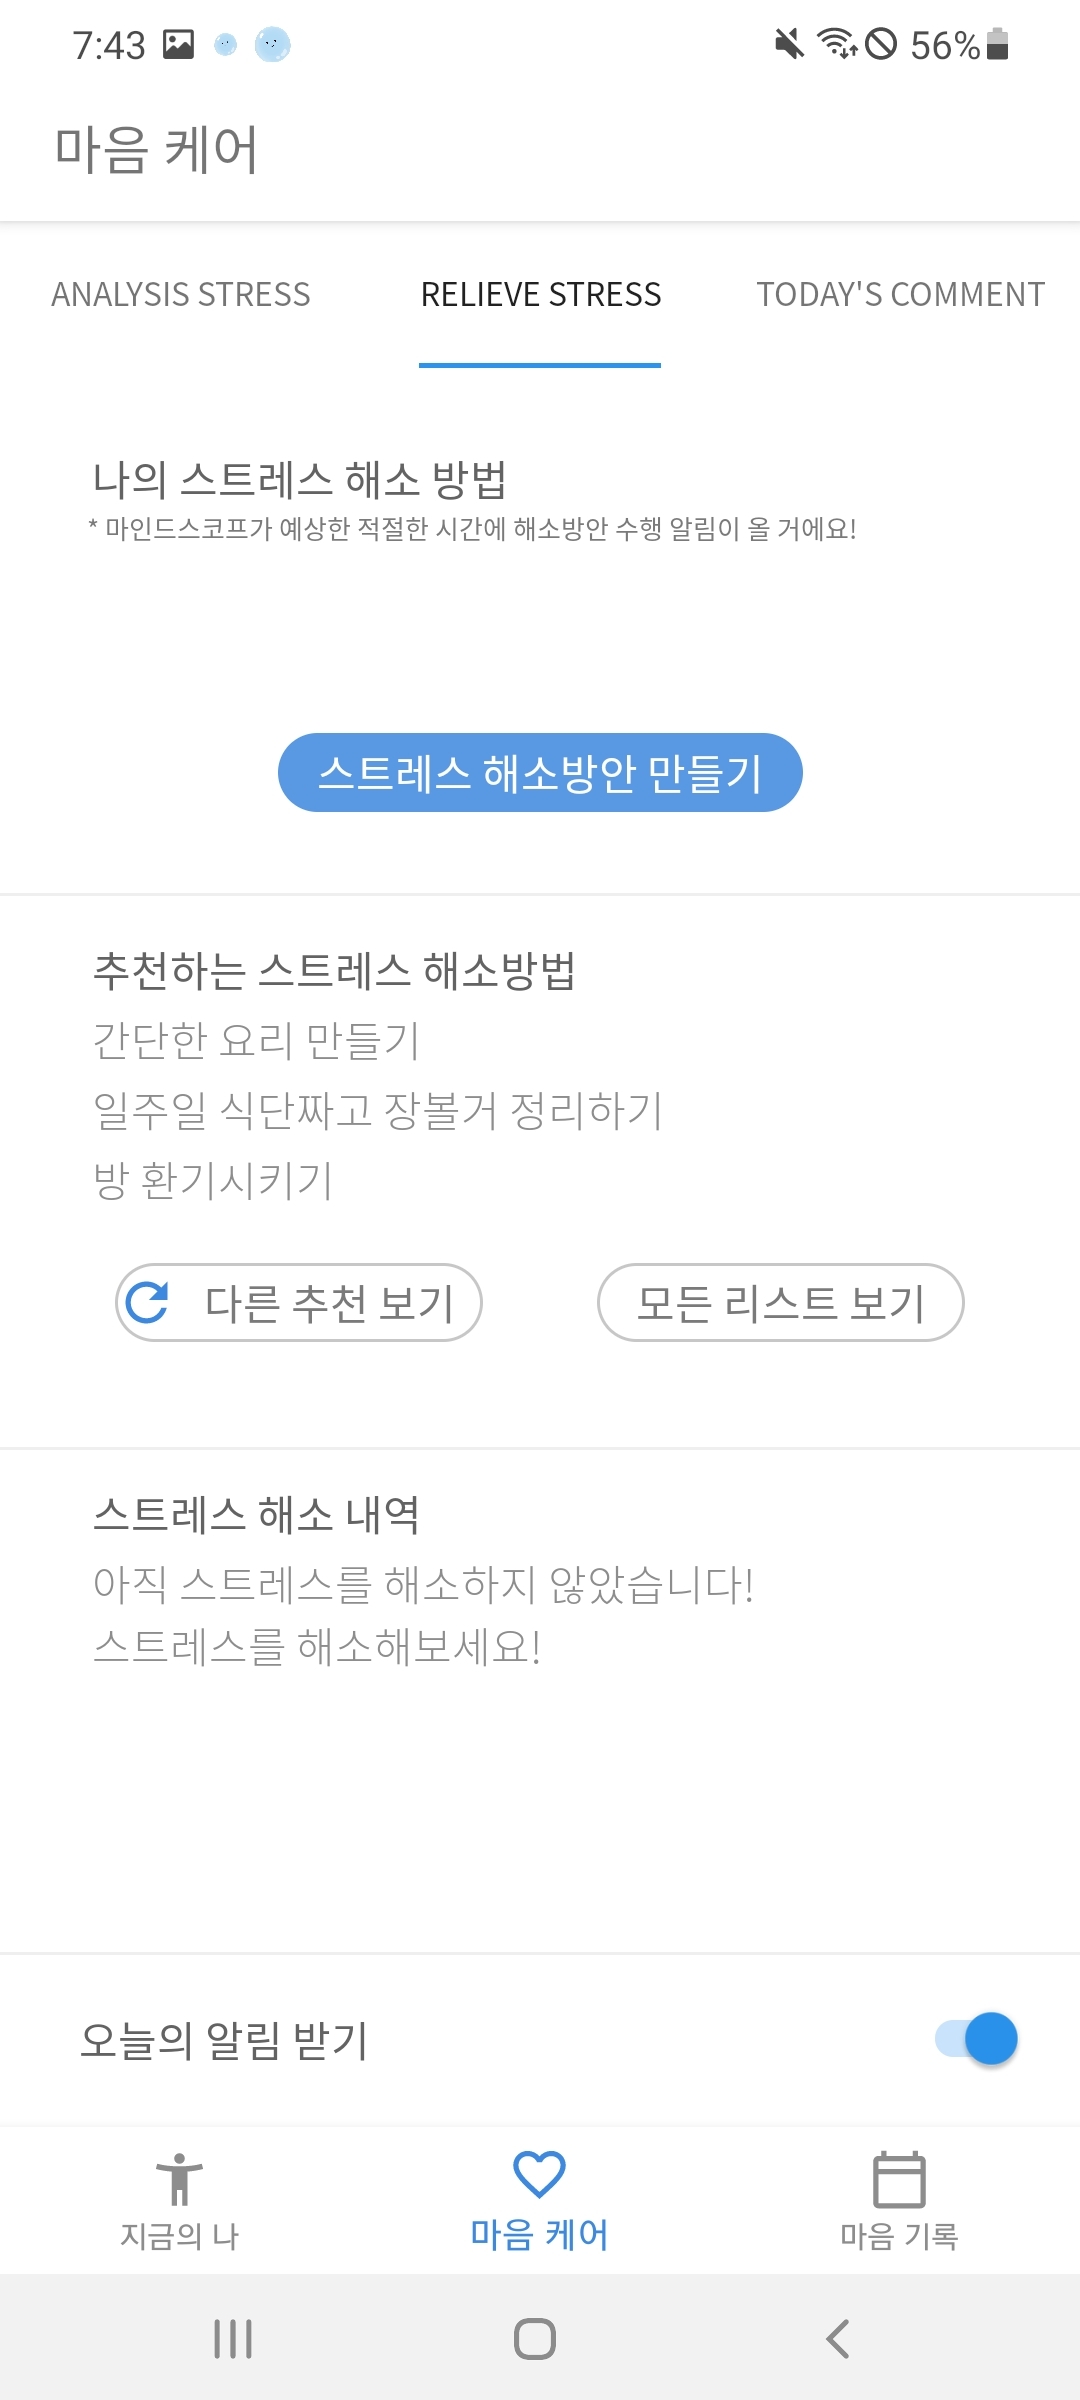 7:43 56%
마음 케어
ANALYSIS STRESS RELIEVE STRESS TODAY'S COMMENT
나의 스트레스 해소 방법
* 마인드스코프가 예상한 적절한 시간에 해소방안 수행 알림이 올 거에요!
스트레스 해소방안 만들기
추천하는 스트레스 해소방법
간단한 요리 만들기
일주일 식단짜고 장볼거 정리하기
방 환기시키기
다른 추천 보기 모든 리스트 보기
스트레스 해소 내역
아직 스트레스를 해소하지 않았습니다!
스트레스를 해소해보세요!
오늘의 알림 받기
지금의 나 마음 케어 마음 기록